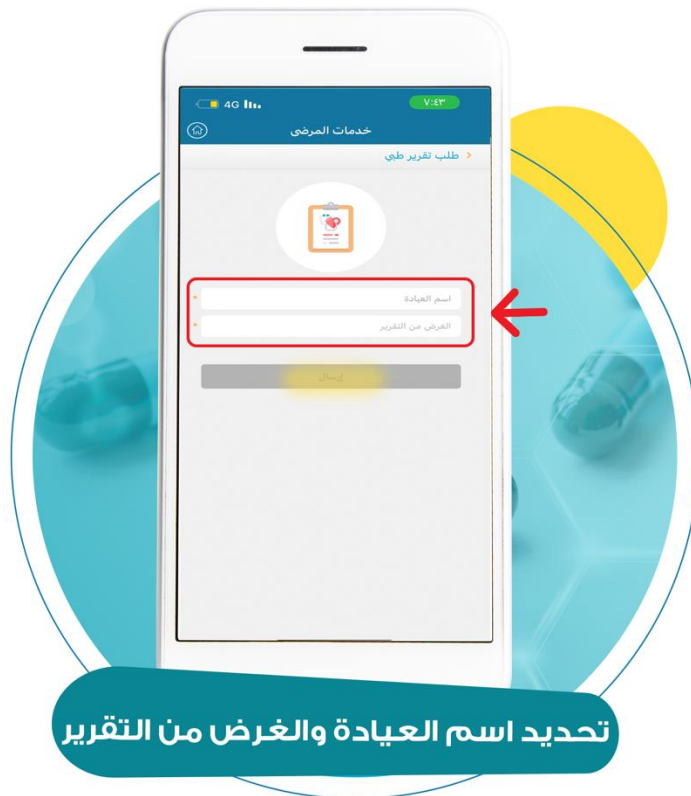 4G
٧:٤٣
خدمات المرضى
طلب تقرير طبي
اسم العيادة
الغرض من التقرير
إرسال
تحديد اسم العيادة والغرض من التقرير